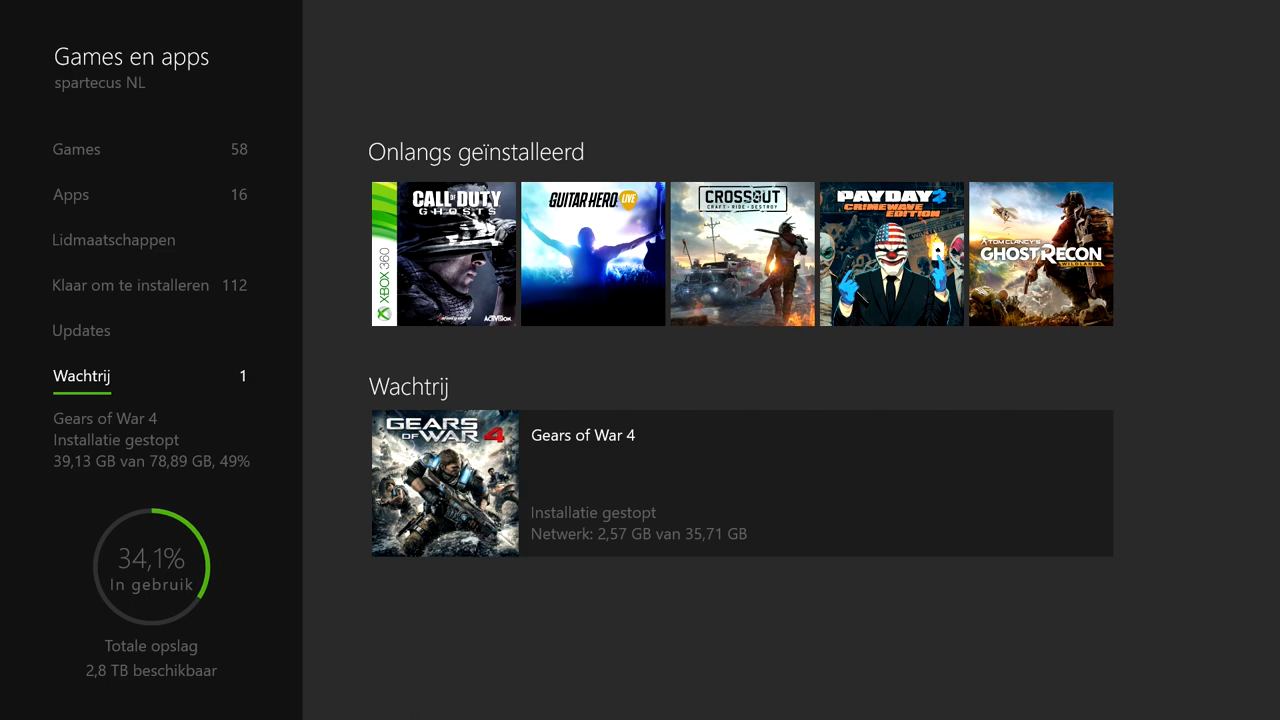 Games en apps
spartecus NL
Games 58
Apps 16
Lidmaatschappen
Klaar om te installeren 112
Updates
Wachtrij 1
Gears of War 4
Installatie gestopt
39,13 GB van 78,89 GB, 49%
34,1%
In gebruik
Totale opslag
2,8 TB beschikbaar
Onlangs geïnstalleerd
XBOX 360
CALL OF DUTY
GHOSTS
ACTIVISION
GUITAR HERO LIVE
CROSSOUT
CRAFT · RIDE · DESTROY
PAYDAY 2
CRIMEWAVE
EDITION
TOM CLANCY'S
GHOST RECON
WILDLANDS
Wachtrij
GEARS
OF WAR 4
Gears of War 4
Installatie gestopt
Netwerk: 2,57 GB van 35,71 GB